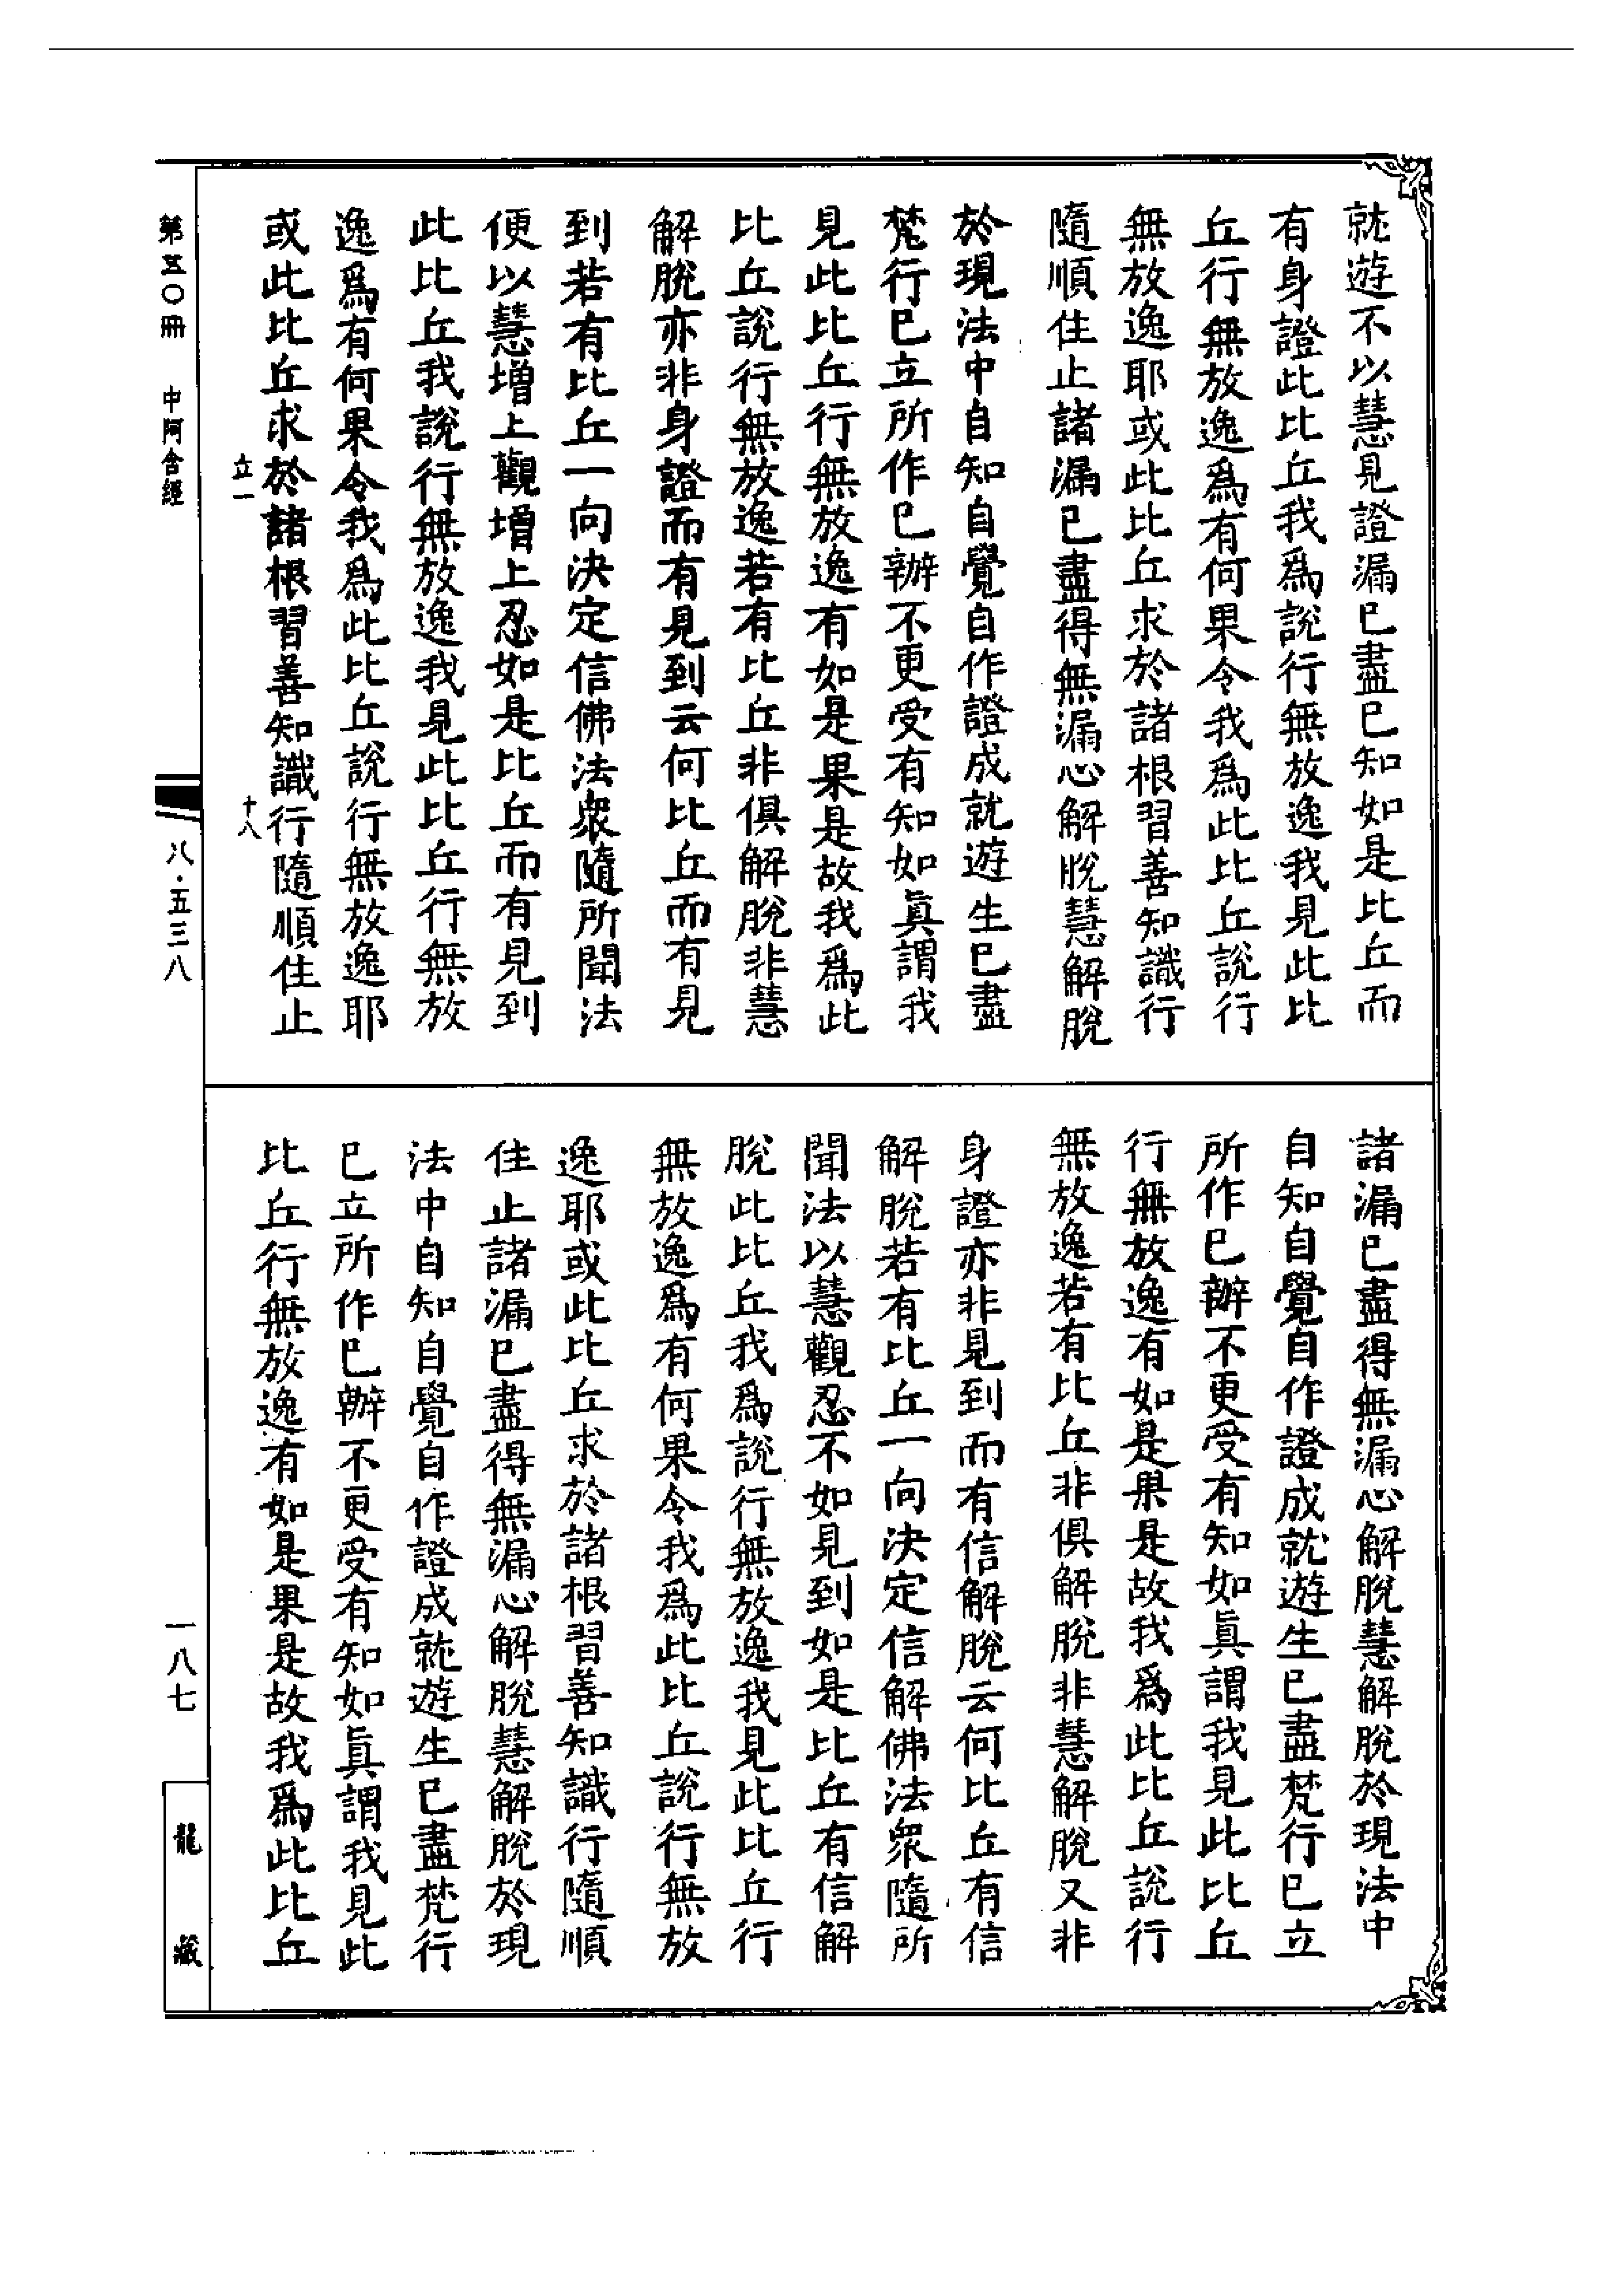 就遊不以慧見證漏已盡已知如是比丘而
有身證此比丘我爲說行無放逸我見此比
丘行無放逸爲有何果令我爲此比丘說行
無放逸耶或此比丘求於諸根習善知識行
隨順住止諸漏已盡得無漏心解脫慧解脫
於現法中自知自覺自作證成就遊生已盡
梵行已立所作已辦不更受有知如眞謂我
見此比丘行無放逸有如是果是故我爲此
比丘說行無放逸若有比丘非俱解脫非慧
解脫亦非身證而有見到云何比丘而有見
到若有比丘一向決定信佛法衆隨所聞法
便以慧增上觀增上忍如是比丘而有見到
此比丘我說行無放逸我見此比丘行無放
逸爲有何果令我爲此比丘說行無放逸耶
或此比丘求於諸根習善知識行隨順住止
立一 十八
諸漏已盡得無漏心解脫慧解脫於現法中
自知自覺自作證成就遊生已盡梵行已立
所作已辦不更受有知如眞謂我見此比丘
行無放逸有如是果是故我爲此比丘說行
無放逸若有比丘非俱解脫非慧解脫又非
身證亦非見到而有信解脫云何比丘有信
解脫若有比丘一向決定信解佛法衆隨所
聞法以慧觀忍不如見到如是比丘有信解
脫此比丘我爲說行無放逸我見此比丘行
無放逸爲有何果令我爲此比丘說行無放
逸耶或此比丘求於諸根習善知識行隨順
住止諸漏已盡得無漏心解脫慧解脫於現
法中自知自覺自作證成就遊生已盡梵行
已立所作已辦不更受有知如眞謂我見此
比丘行無放逸有如是果是故我爲此比丘
第五〇冊 中阿含經 八·五三八 一八七 龍藏